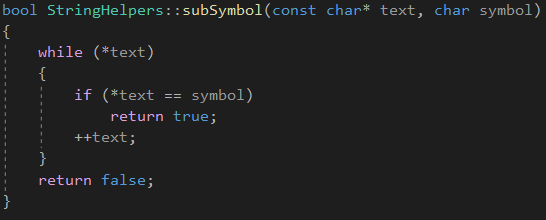 bool StringHelpers::subSymbol(const char* text, char symbol)
{
    while (*text)
    {
        if (*text == symbol)
            return true;
        ++text;
    }
    return false;
}